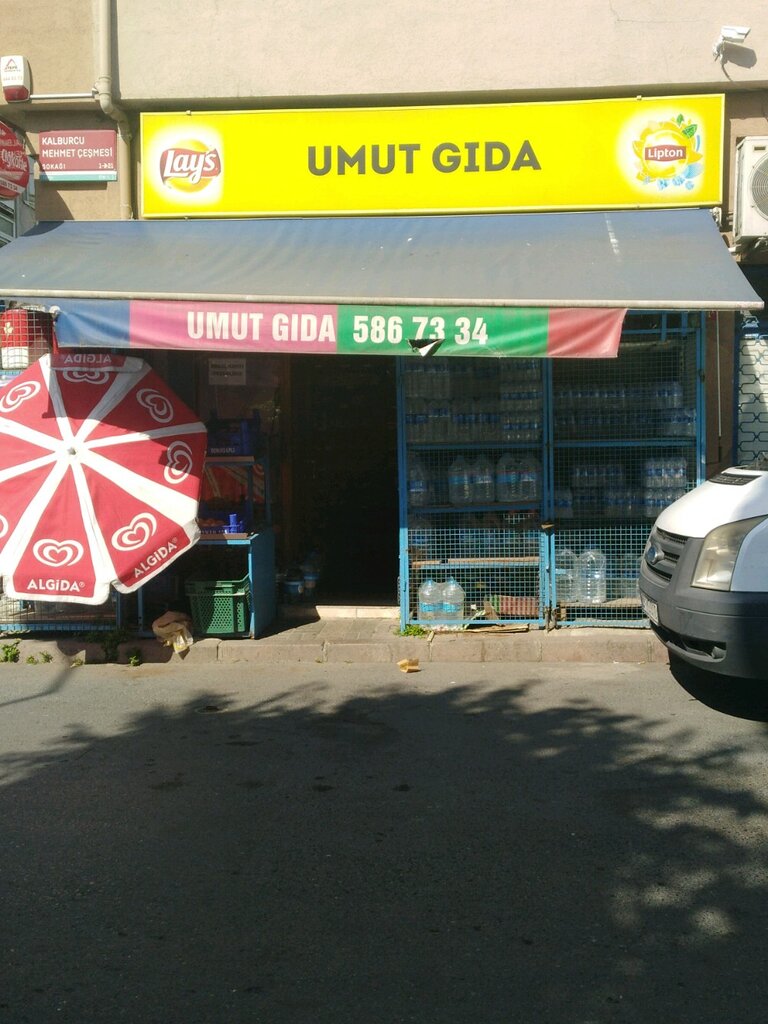 KALBURCU
MEHMET ÇEŞMESİ
SOKAĞI
Lay's
UMUT GIDA
Lipton
UMUT GIDA 586 73 34
ALGIDA
ALGIDA
ALGIDA